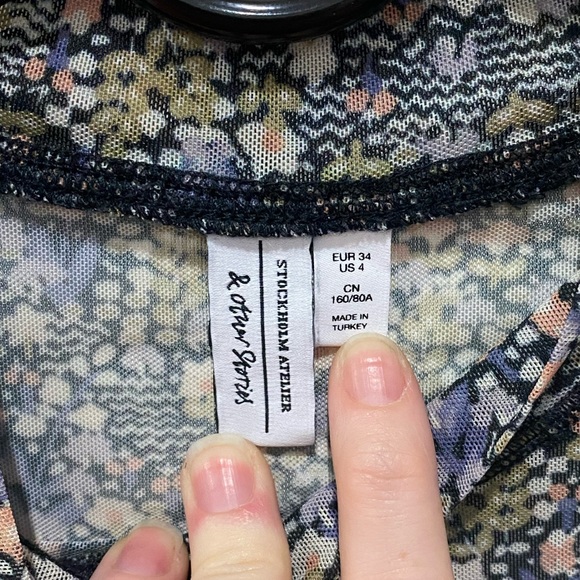 STOCKHOLM ATELIER
& other Stories
EUR 34
US 4
CN
160/80A
MADE IN
TURKEY